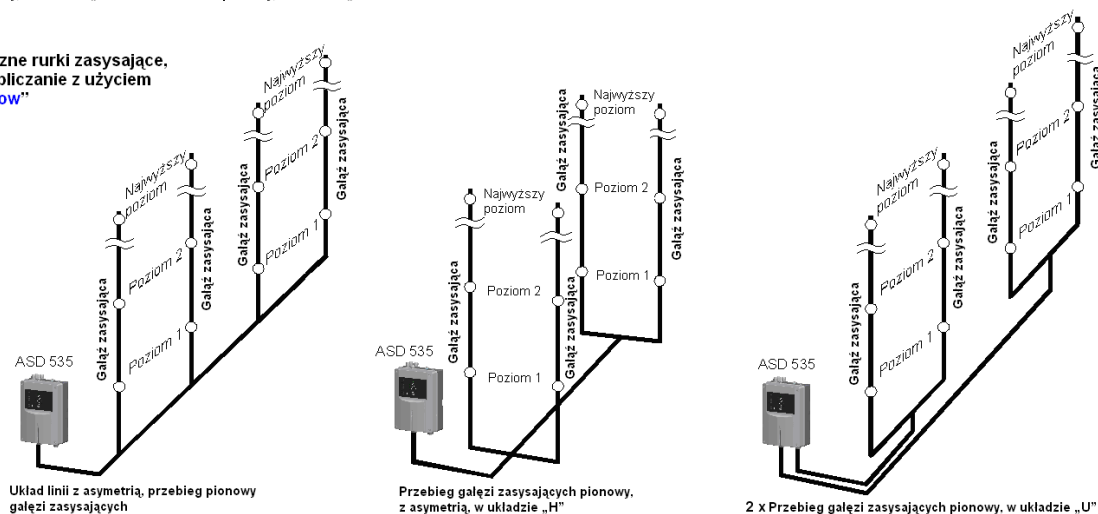 zne rurki zasysające,
bliczanie z użyciem
ow”
Najwyższy
poziom
Poziom 2
Poziom 1
Gałąź zasysająca
Gałąź zasysająca
Najwyższy
poziom
Poziom 2
Poziom 1
Gałąź zasysająca
Gałąź zasysająca
ASD 535
Układ linii z asymetrią, przebieg pionowy
gałęzi zasysających
Najwyższy
poziom
Poziom 2
Poziom 1
Gałąź zasysająca
Gałąź zasysająca
Najwyższy
poziom
Poziom 2
Poziom 1
Gałąź zasysająca
Gałąź zasysająca
ASD 535
Przebieg gałęzi zasysających pionowy,
z asymetrią, w układzie „H”
Najwyższy
poziom
Poziom 2
Poziom 1
Gałąź zasysająca
Gałąź zasysająca
Najwyższy
poziom
Poziom 2
Poziom 1
Gałąź zasysająca
Gałąź zasysająca
ASD 535
2 x Przebieg gałęzi zasysających pionowy, w układzie „U”